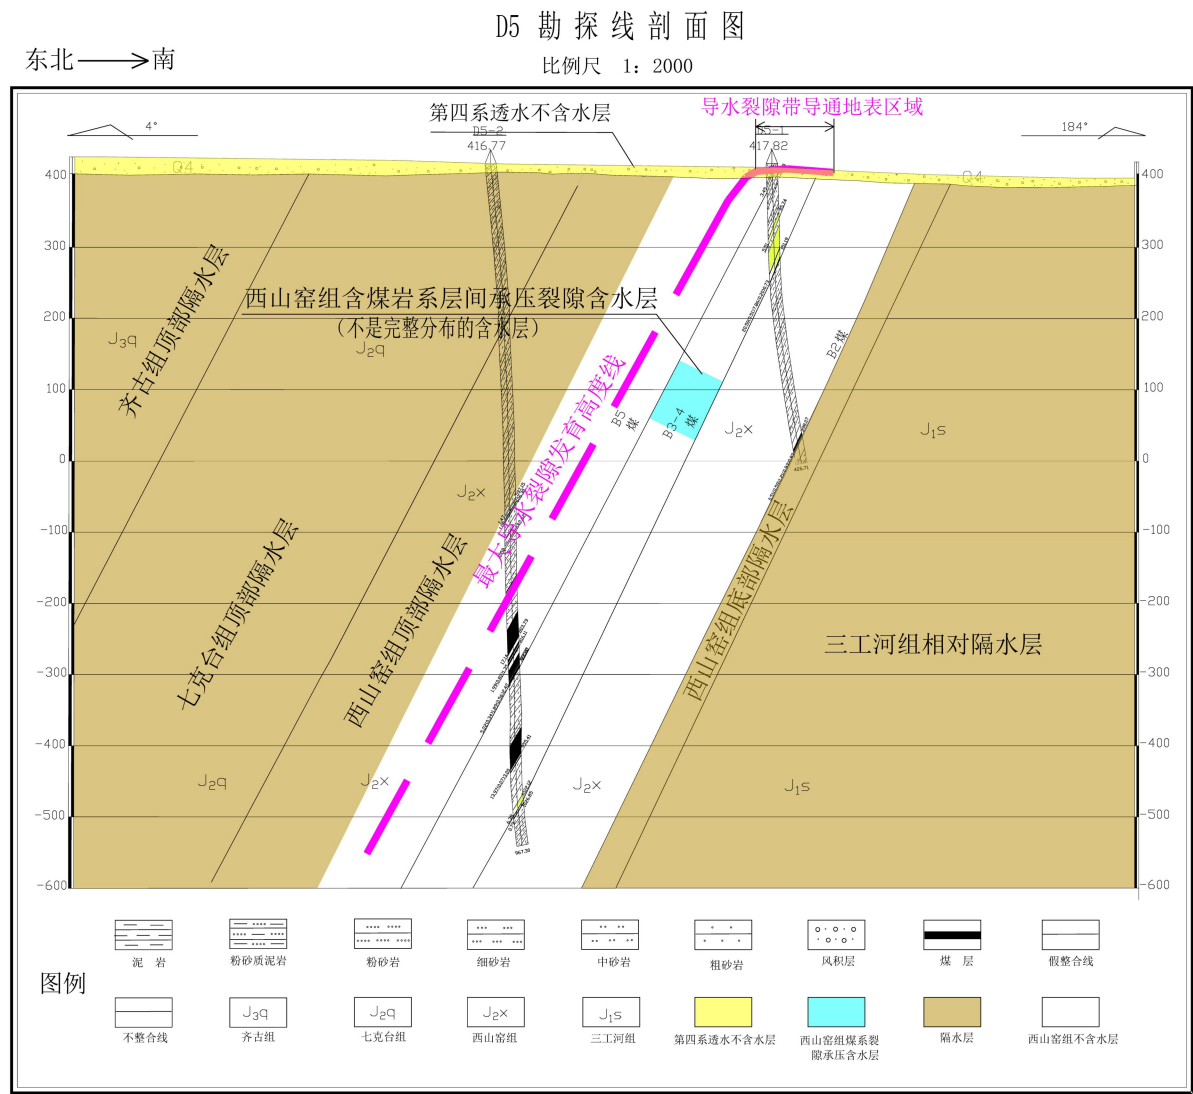 D5 勘探线剖面图
比例尺 1：2000
东北 南
第四系透水不含水层
导水裂隙带导通地表区域
4°
D5-2
416.77
D5-1
417.82
184°
Q4
Q4
400
400
300
300
200
200
100
100
0
0
-100
-100
-200
-200
-300
-300
-400
-400
-500
-500
-600
-600
齐古组顶部隔水层
西山窑组含煤岩系层间承压裂隙含水层
（不是完整分布的含水层）
J3q
J2q
B2煤
B5煤
B3-4煤
J2x
J1s
最大导水裂隙发育高度线
J2x
426.71
七克台组顶部隔水层
西山窑组顶部隔水层
西山窑组底部隔水层
三工河组相对隔水层
J2q
J2x
J2x
J1s
967.30
图例
泥 岩
粉砂质泥岩
粉砂岩
细砂岩
中砂岩
粗砂岩
风积层
煤 层
假整合线
J3q
J2q
J2x
J1s
不整合线
齐古组
七克台组
西山窑组
三工河组
第四系透水不含水层
西山窑组煤系裂
隙承压含水层
隔水层
西山窑组不含水层